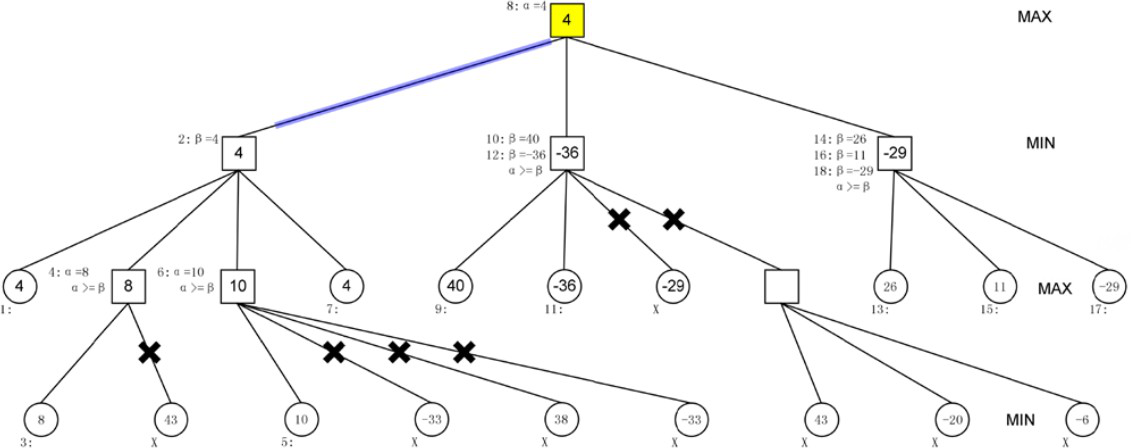 8: α=4
4
MAX
2: β=4
4
10: β=40
12: β=-36
α >= β
-36
14: β=26
16: β=11
18: β=-29
α >= β
-29
MIN
4
1:
4: α=8
α >= β
8
6: α=10
α >= β
10
4
7:
40
9:
-36
11:
-29
X
26
13:
11
15:
MAX
-29
17:
8
3:
43
X
10
5:
-33
X
38
X
-33
X
43
X
-20
X
MIN
-6
X